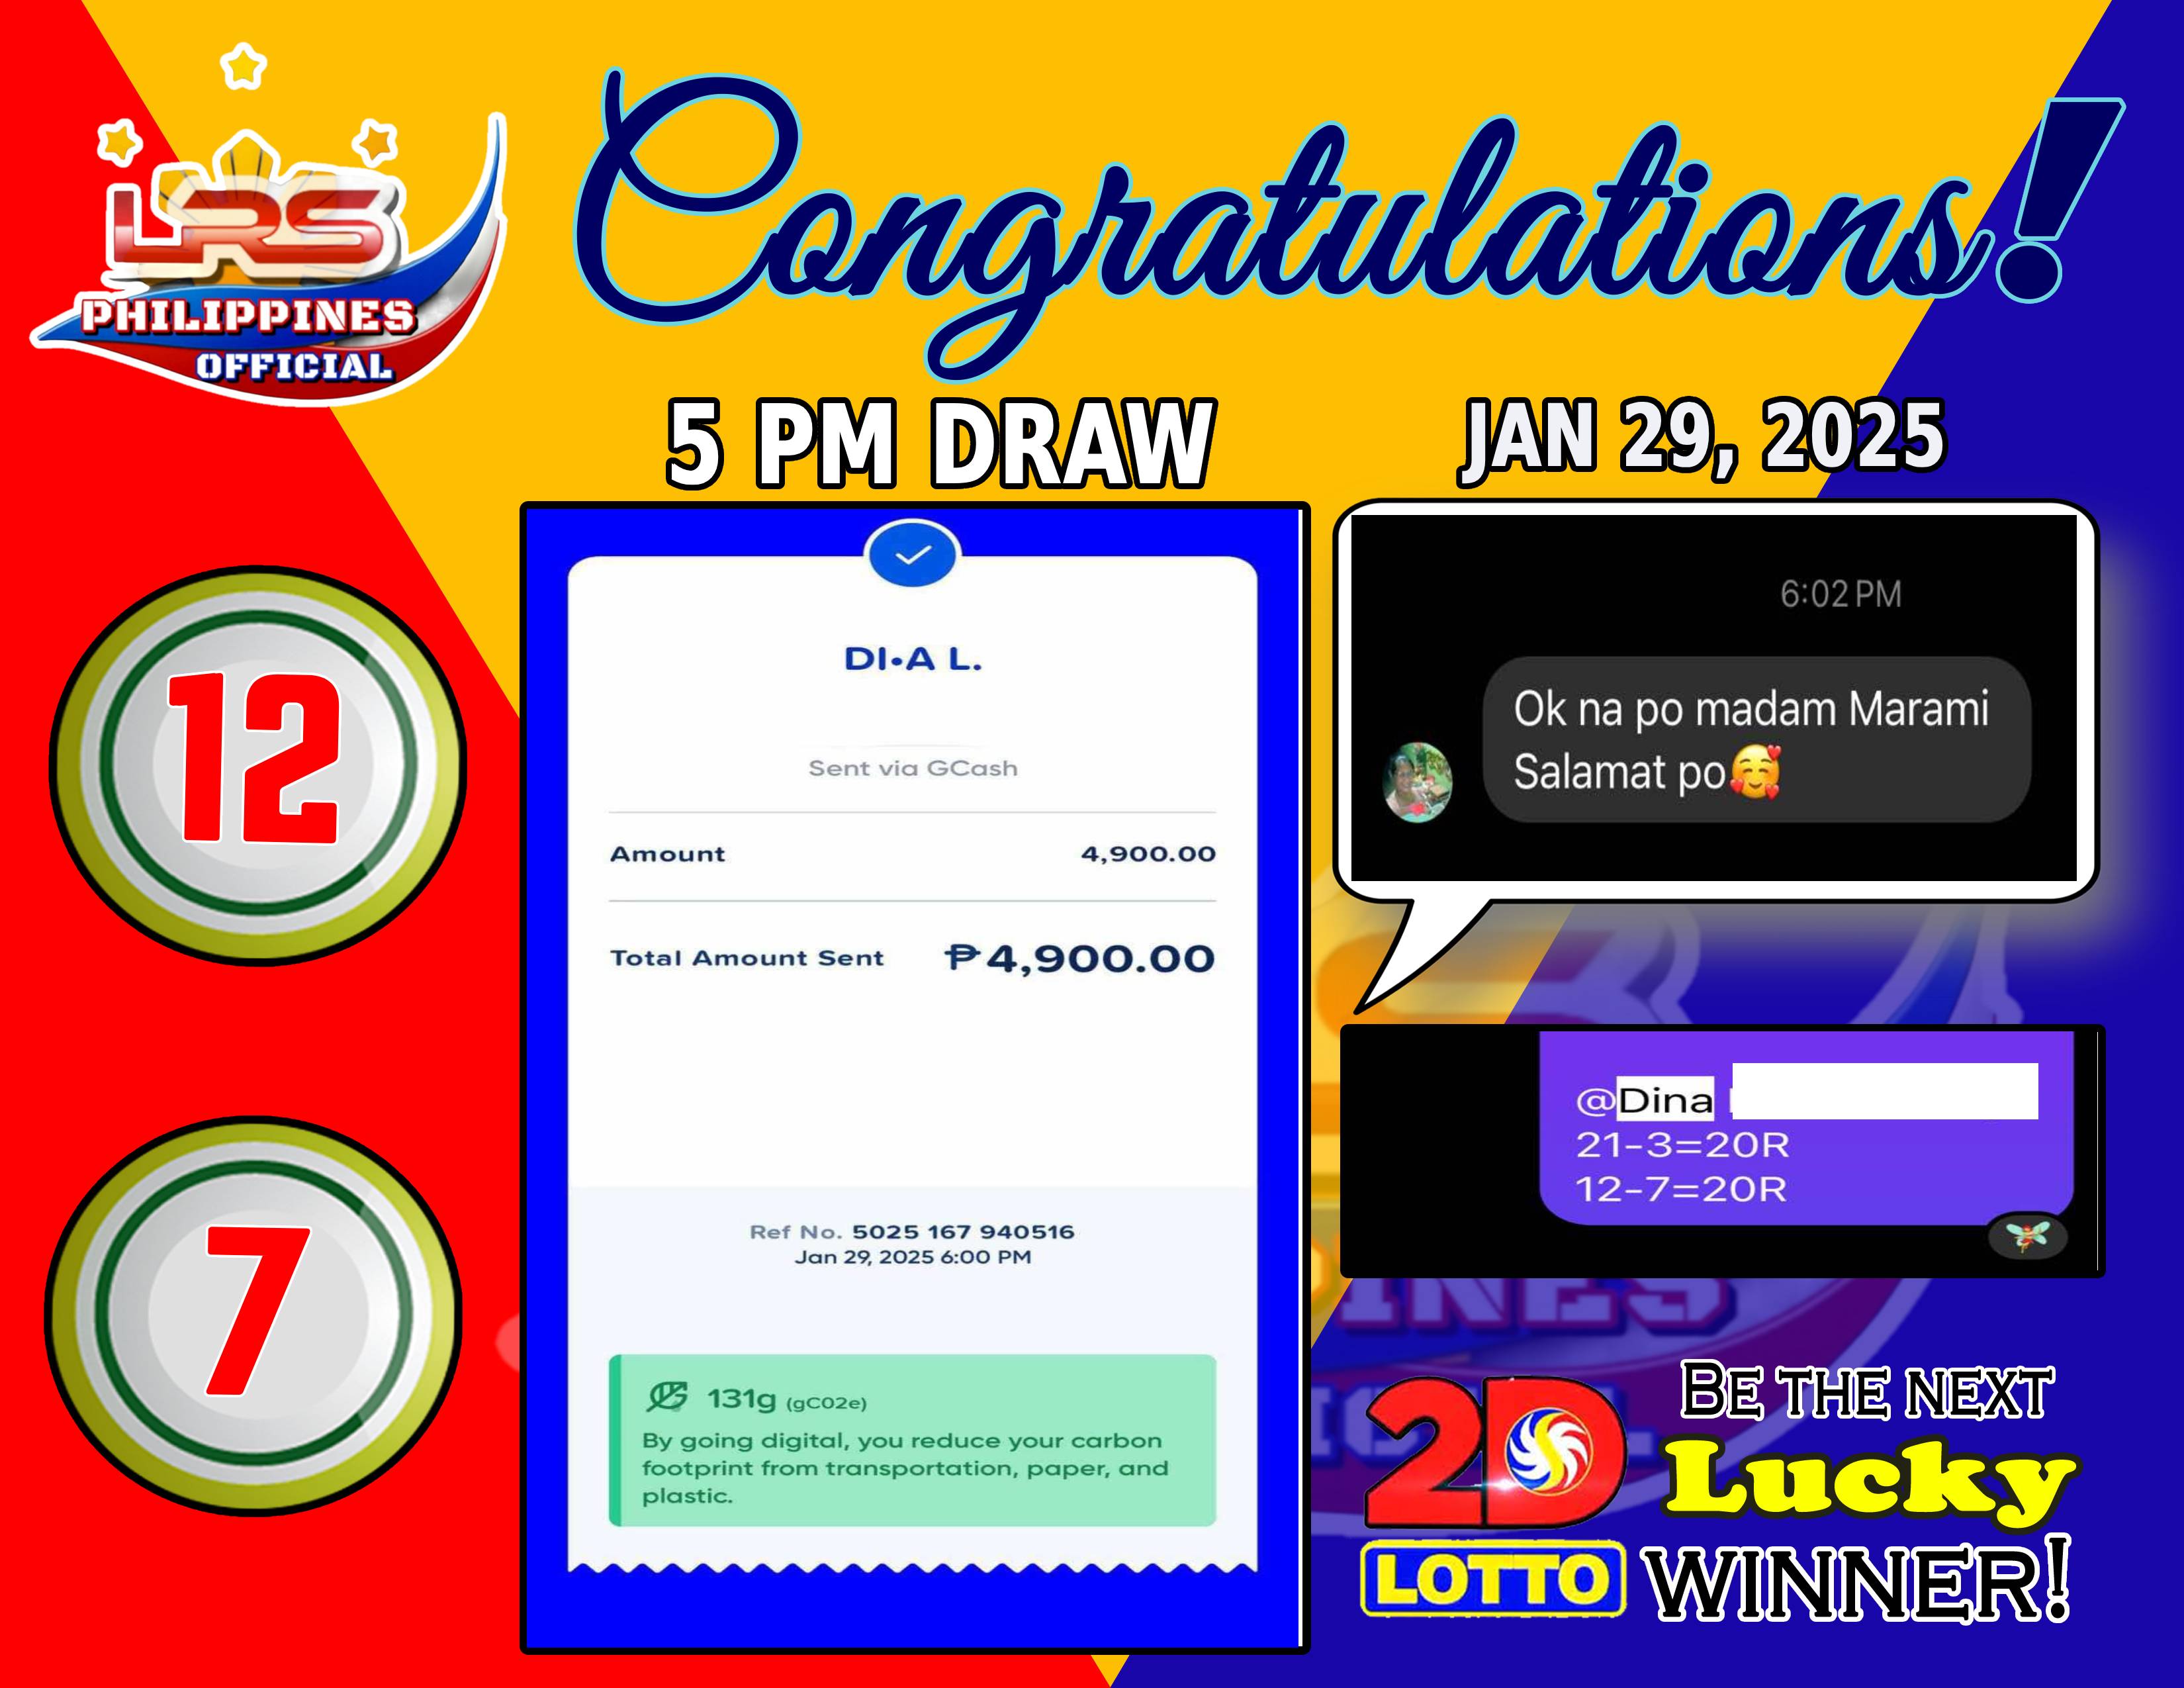 LRS
PHILIPPINES
OFFICIAL
Congratulations!
5 PM DRAW
JAN 29, 2025
12
7
DI•A L.
Sent via GCash
Amount 4,900.00
Total Amount Sent ₱4,900.00
Ref No. 5025 167 940516
Jan 29, 2025 6:00 PM
131g (gC02e)
By going digital, you reduce your carbon
footprint from transportation, paper, and
plastic.
6:02 PM
Ok na po madam Marami
Salamat po🥰
@Dina
21-3=20R
12-7=20R
2D
LOTTO
BE THE NEXT
Lucky
WINNER!